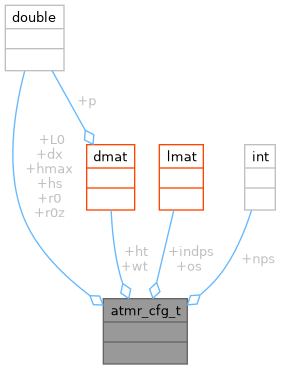 double
+p
+L0
+dx
+hmax
+hs
+r0
+r0z
dmat
lmat
int
+ht
+wt
+indps
+os
+nps
atmr_cfg_t